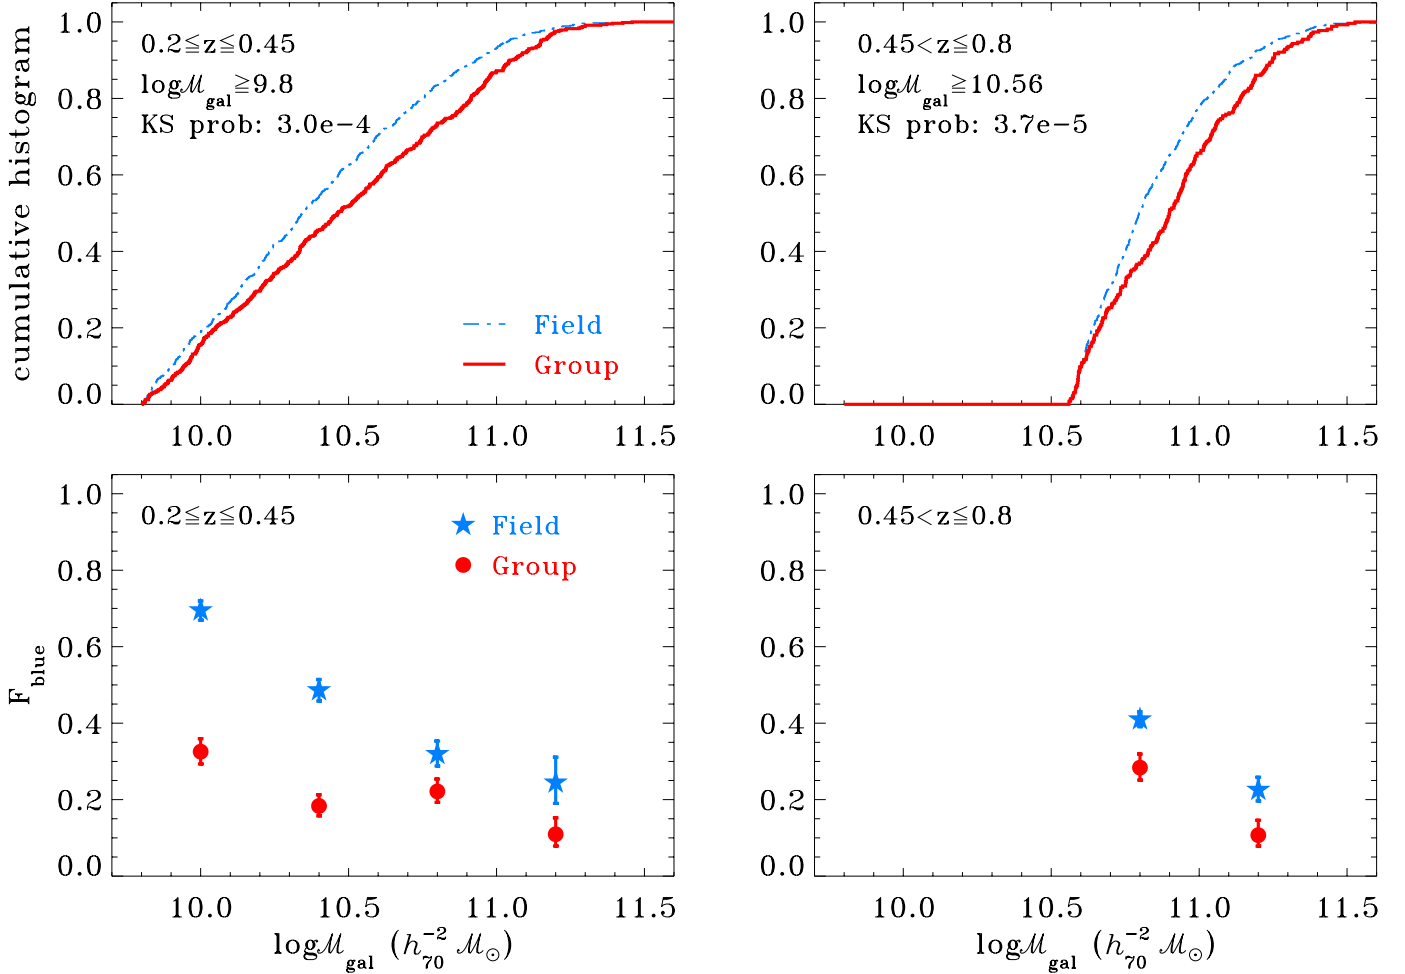 cumulative histogram
1.0
0.8
0.6
0.4
0.2
0.0
0.2≦z≦0.45
logℳgal≧9.8
KS prob: 3.0e−4
Field
Group
10.0 10.5 11.0 11.5
1.0
0.8
0.6
0.4
0.2
0.0
0.45<z≦0.8
logℳgal≧10.56
KS prob: 3.7e−5
10.0 10.5 11.0 11.5
Fblue
1.0
0.8
0.6
0.4
0.2
0.0
0.2≦z≦0.45
Field
Group
10.0 10.5 11.0 11.5
logℳgal (h70−2 ℳ⊙)
1.0
0.8
0.6
0.4
0.2
0.0
0.45<z≦0.8
10.0 10.5 11.0 11.5
logℳgal (h70−2 ℳ⊙)